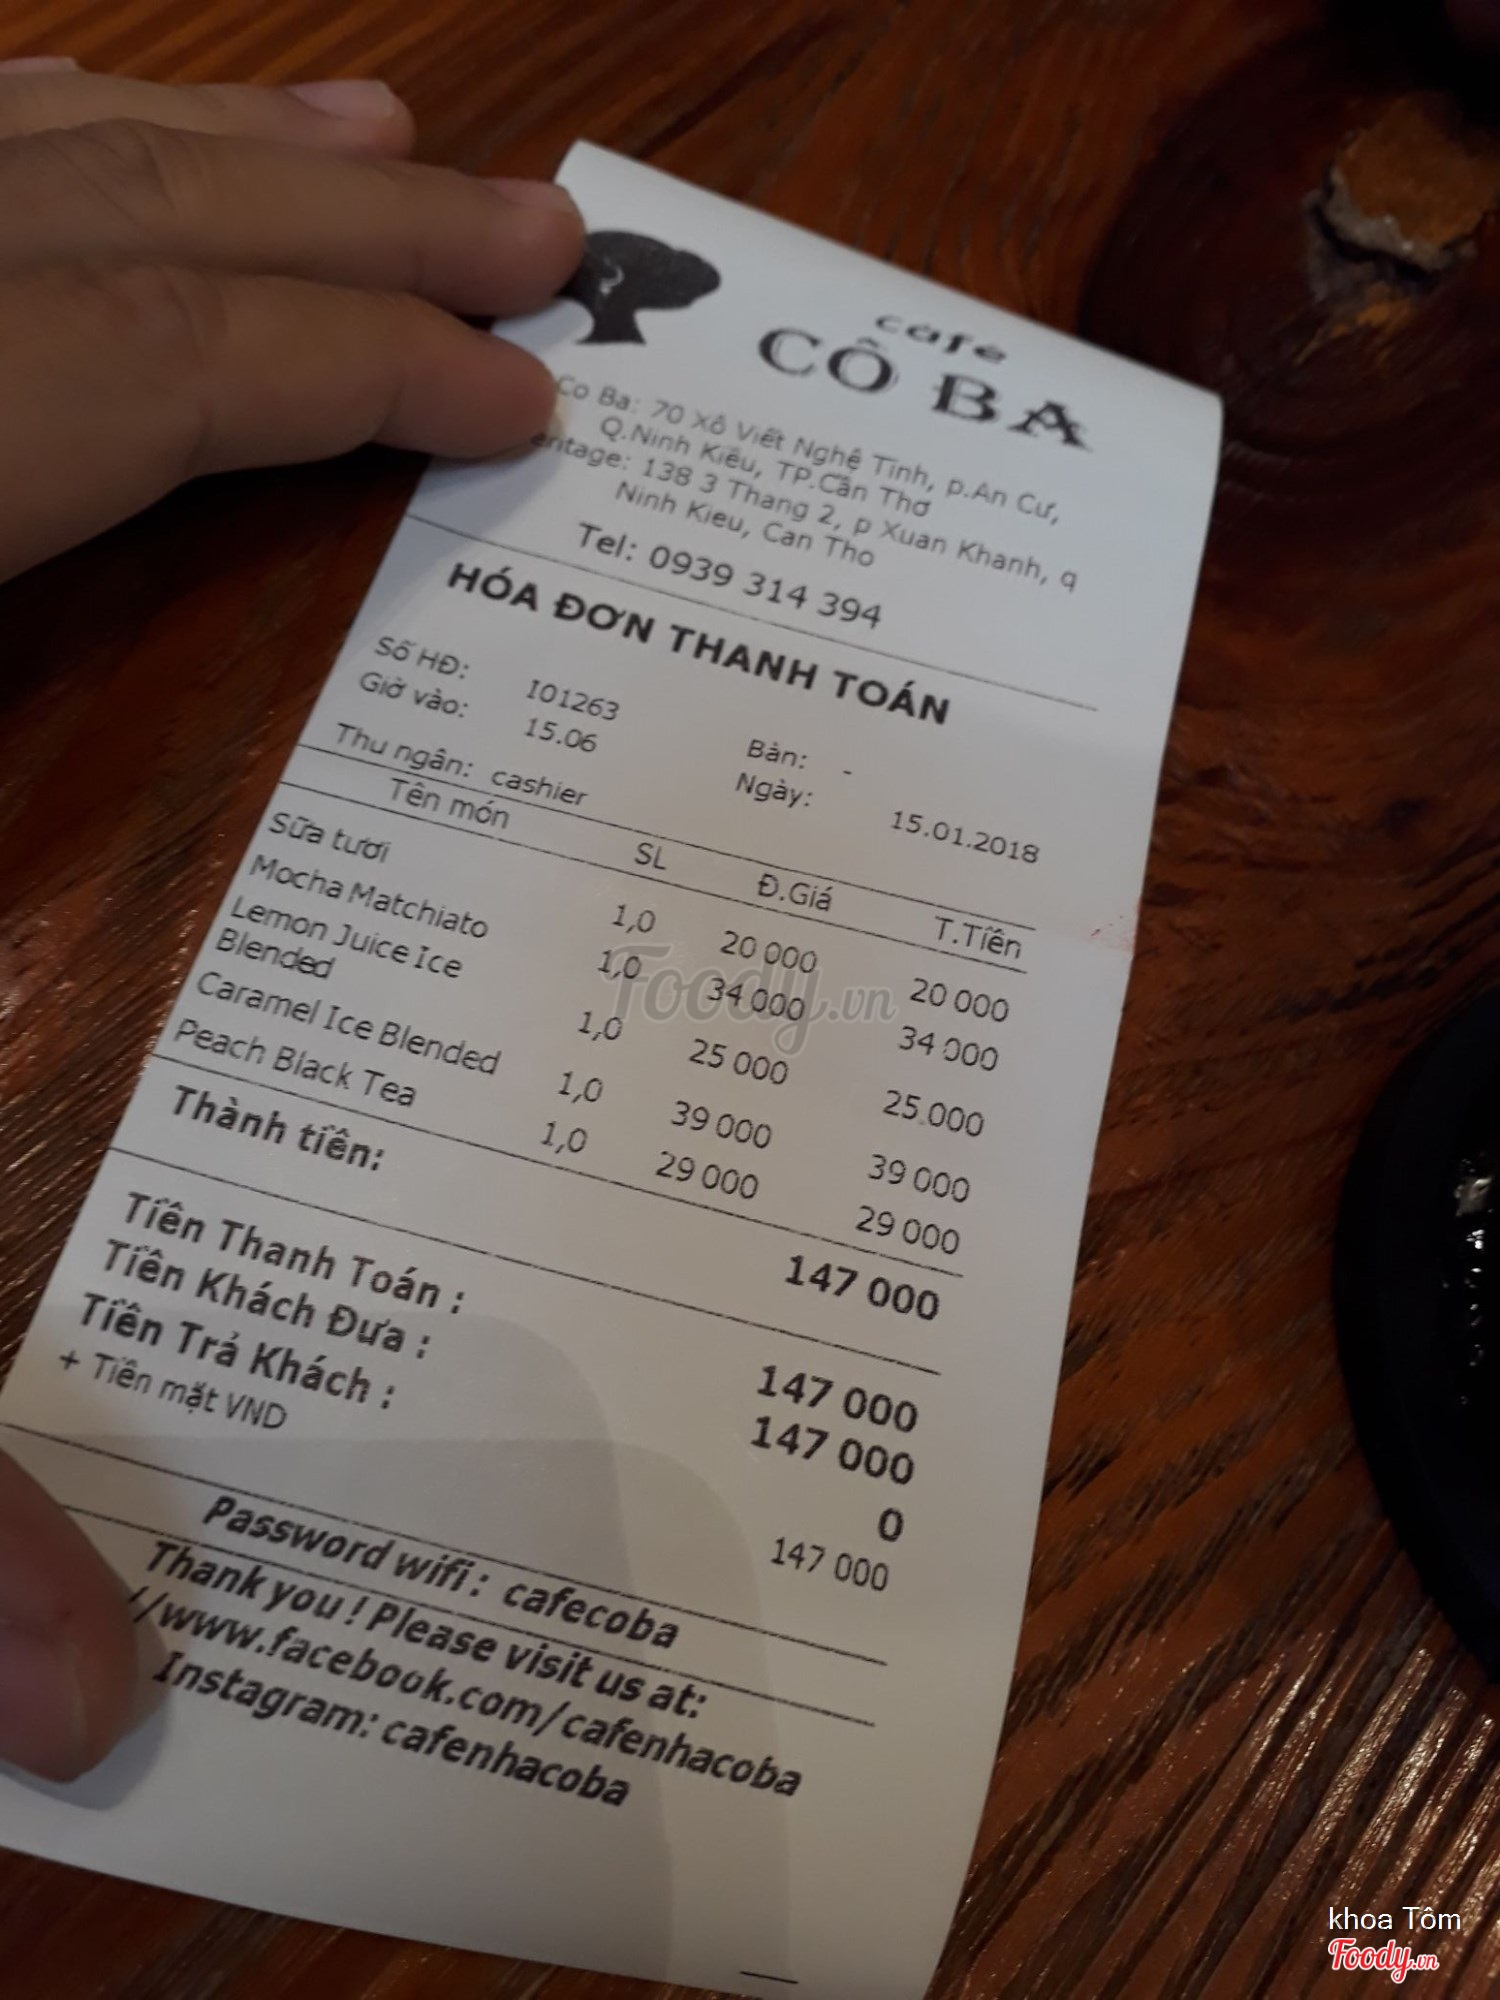 café
CÔ BA
Co Ba: 70 Xô Viết Nghệ Tĩnh, p.An Cư,
Q.Ninh Kiều, TP.Cần Thơ
eritage: 138 3 Thang 2, p Xuan Khanh, q
Ninh Kieu, Can Tho
Tel: 0939 314 394
HÓA ĐƠN THANH TOÁN
Số HĐ: I01263 Bàn: -
Giờ vào: 15.06 Ngày: 15.01.2018
Thu ngân: cashier
Tên món SL Đ.Giá T.Tiền
Sữa tươi 1,0 20 000 20 000
Mocha Matchiato 1,0 34 000 34 000
Lemon Juice Ice
Blended 1,0 25 000 25 000
Caramel Ice Blended 1,0 39 000 39 000
Peach Black Tea 1,0 29 000 29 000
Thành tiền: 147 000
Tiền Thanh Toán : 147 000
Tiền Khách Đưa : 147 000
Tiền Trả Khách : 0
+ Tiền mặt VND 147 000
Password wifi : cafecoba
Thank you ! Please visit us at:
//www.facebook.com/cafenhacoba
Instagram: cafenhacoba
Foody.vn
khoa Tôm
Foody.vn